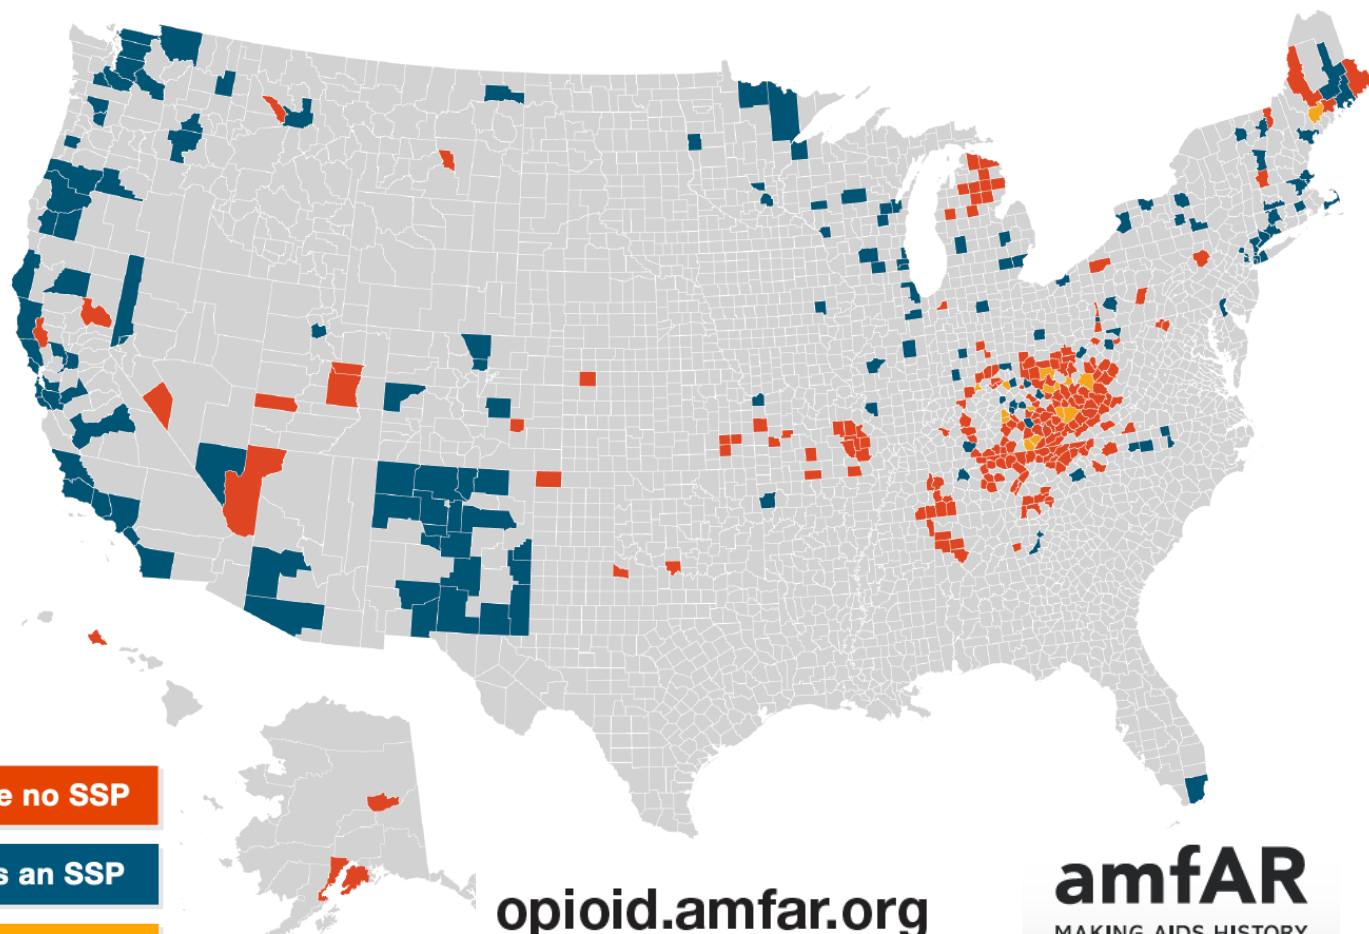 e no SSP
s an SSP
opioid.amfar.org
amfAR
MAKING AIDS HISTORY